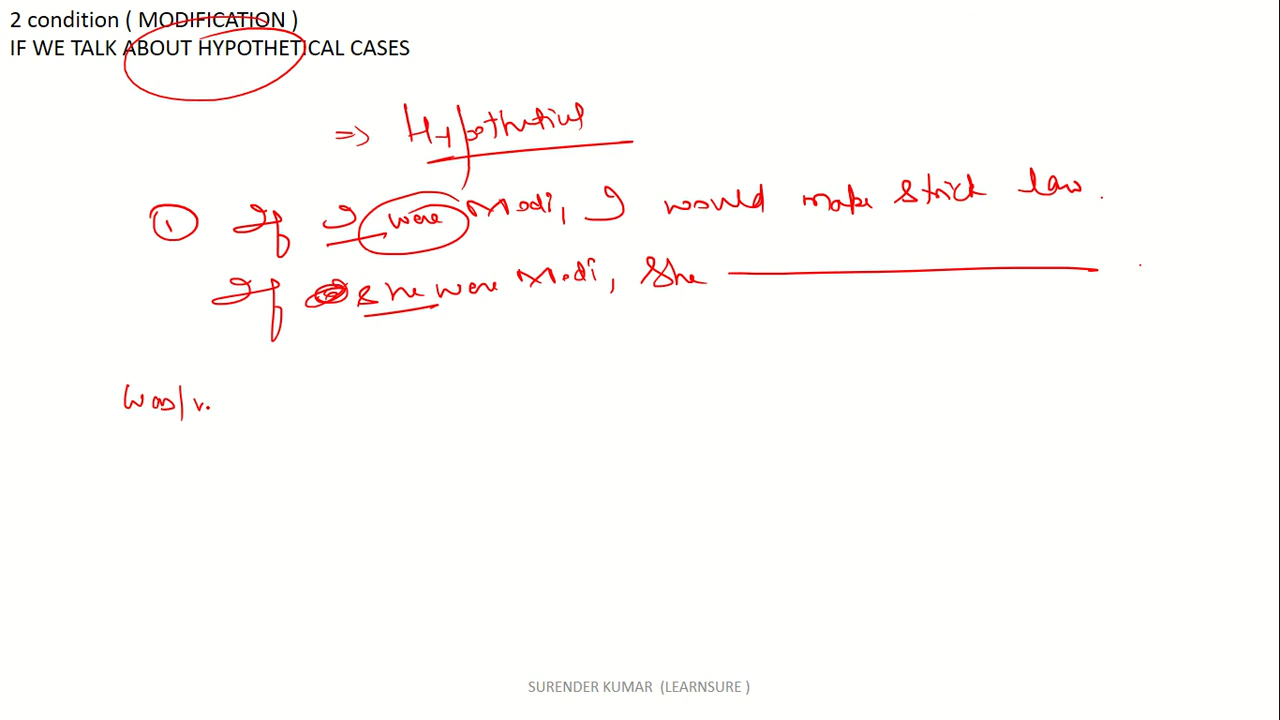 2 condition ( MODIFICATION )
IF WE TALK ABOUT HYPOTHETICAL CASES
=> Hypothetical
① If I were Modi, I would make strick law.
If she were Modi, She
was/
SURENDER KUMAR (LEARNSURE )